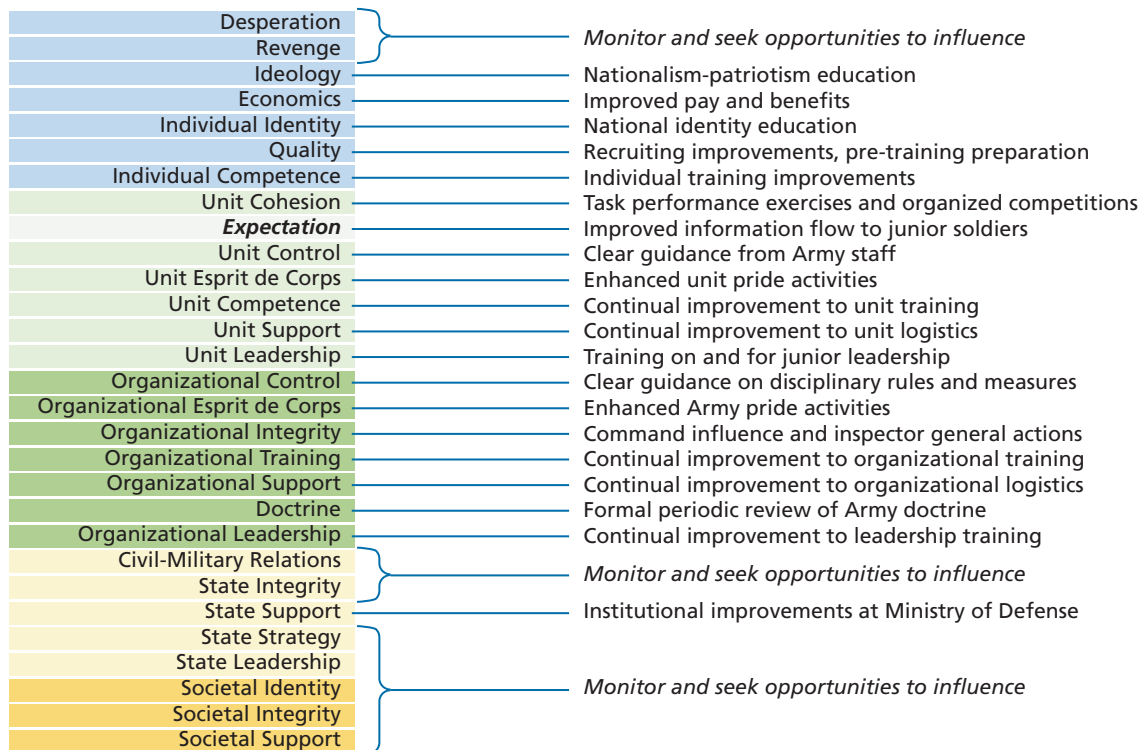 Desperation
Revenge
Monitor and seek opportunities to influence
Ideology Nationalism-patriotism education
Economics Improved pay and benefits
Individual Identity National identity education
Quality Recruiting improvements, pre-training preparation
Individual Competence Individual training improvements
Unit Cohesion Task performance exercises and organized competitions
Expectation Improved information flow to junior soldiers
Unit Control Clear guidance from Army staff
Unit Esprit de Corps Enhanced unit pride activities
Unit Competence Continual improvement to unit training
Unit Support Continual improvement to unit logistics
Unit Leadership Training on and for junior leadership
Organizational Control Clear guidance on disciplinary rules and measures
Organizational Esprit de Corps Enhanced Army pride activities
Organizational Integrity Command influence and inspector general actions
Organizational Training Continual improvement to organizational training
Organizational Support Continual improvement to organizational logistics
Doctrine Formal periodic review of Army doctrine
Organizational Leadership Continual improvement to leadership training
Civil-Military Relations
State Integrity
Monitor and seek opportunities to influence
State Support Institutional improvements at Ministry of Defense
State Strategy
State Leadership
Societal Identity
Societal Integrity
Societal Support
Monitor and seek opportunities to influence